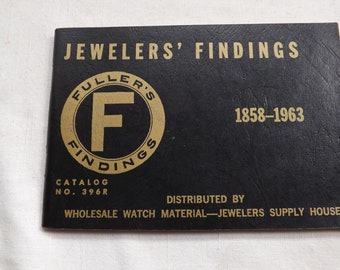 JEWELERS' FINDINGS
FULLER'S
F
FINDINGS
1858–1963
CATALOG
NO. 396R
DISTRIBUTED BY
WHOLESALE WATCH MATERIAL—JEWELERS SUPPLY HOUSE